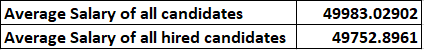 Average Salary of all candidates 49983.02902
Average Salary of all hired candidates 49752.8961